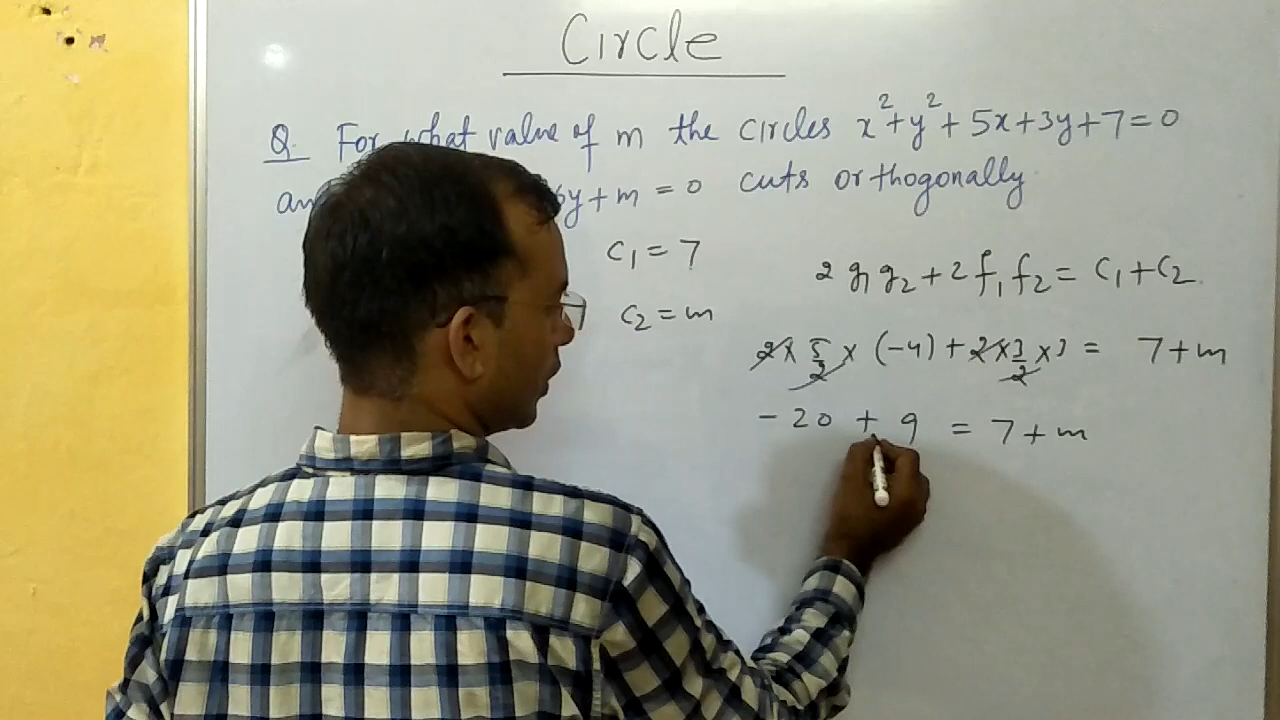 Circle
Q. For what value of m the circles x²+y²+5x+3y+7=0
6y+m=0 cuts orthogonally
C₁=7
2g₁g₂+2f₁f₂=C₁+C₂
C₂=m
2×5/2×(-4)+2×3/2×3= 7+m
-20+9=7+m